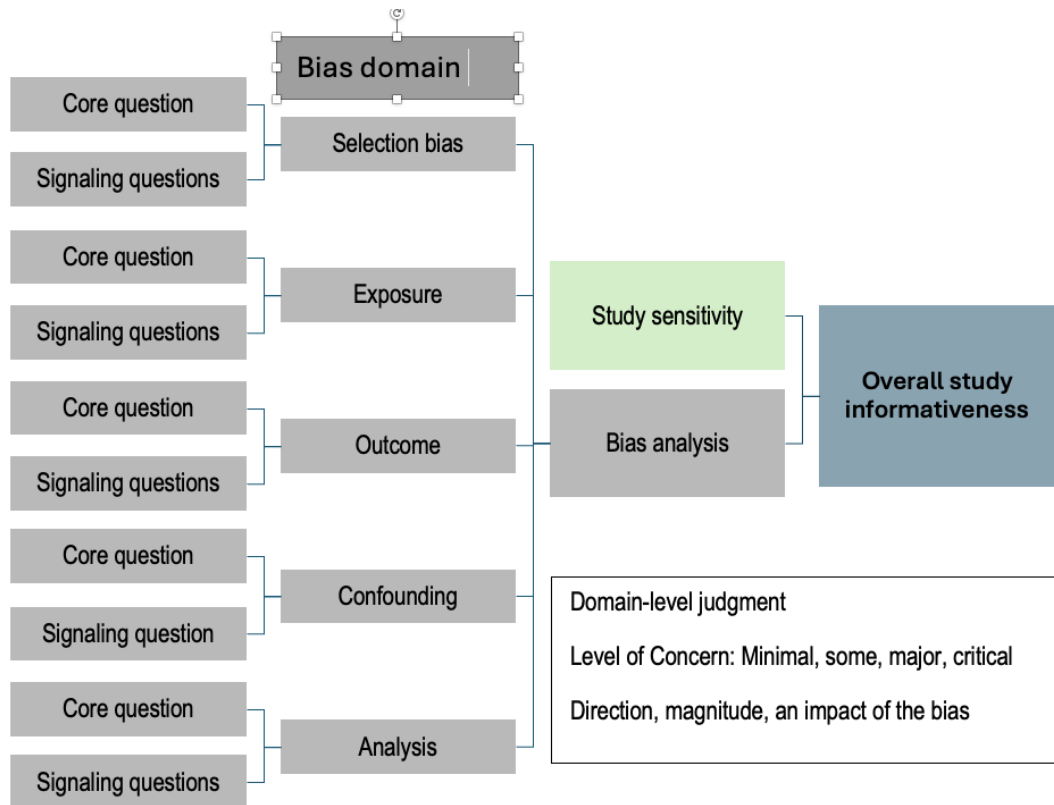 Bias domain
Core question
Signaling questions
Selection bias
Core question
Signaling questions
Exposure
Core question
Signaling questions
Outcome
Core question
Signaling question
Confounding
Core question
Signaling questions
Analysis
Study sensitivity
Bias analysis
Overall study
informativeness
Domain-level judgment
Level of Concern: Minimal, some, major, critical
Direction, magnitude, an impact of the bias